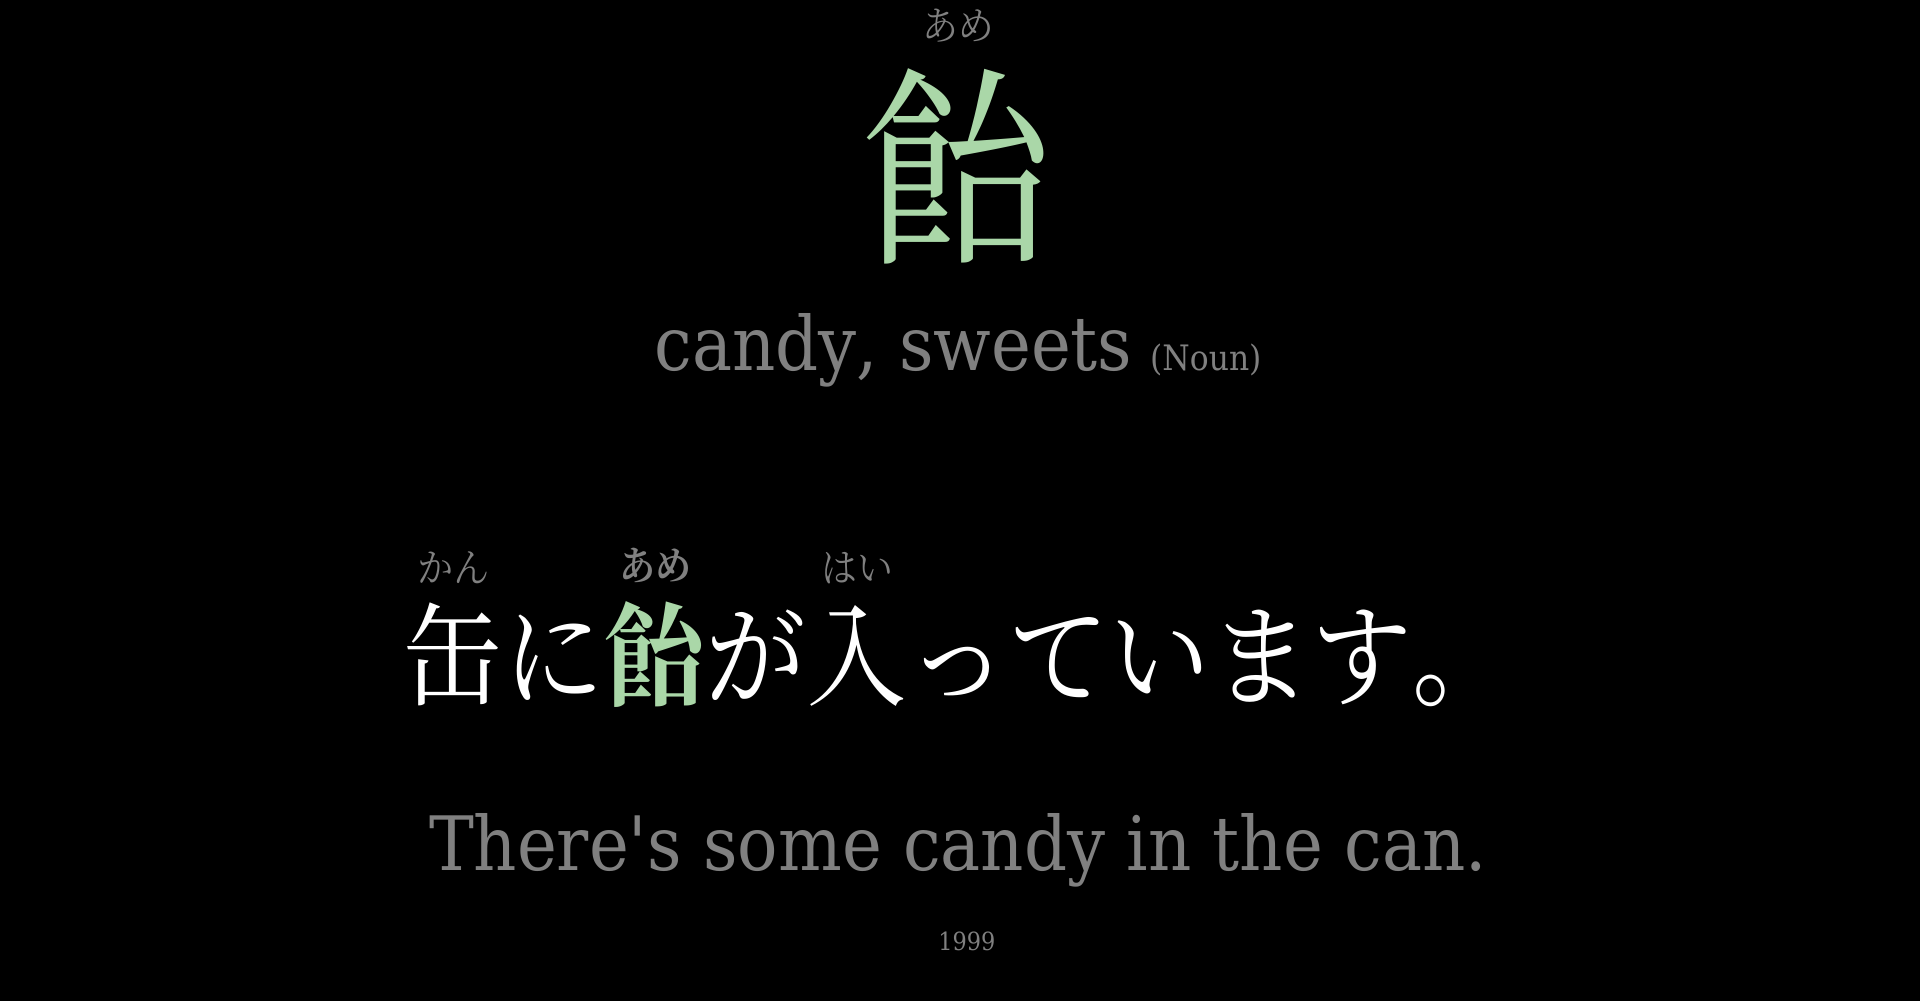 あめ
飴
candy, sweets (Noun)
かん あめ はい
缶に飴が入っています。
There's some candy in the can.
1999